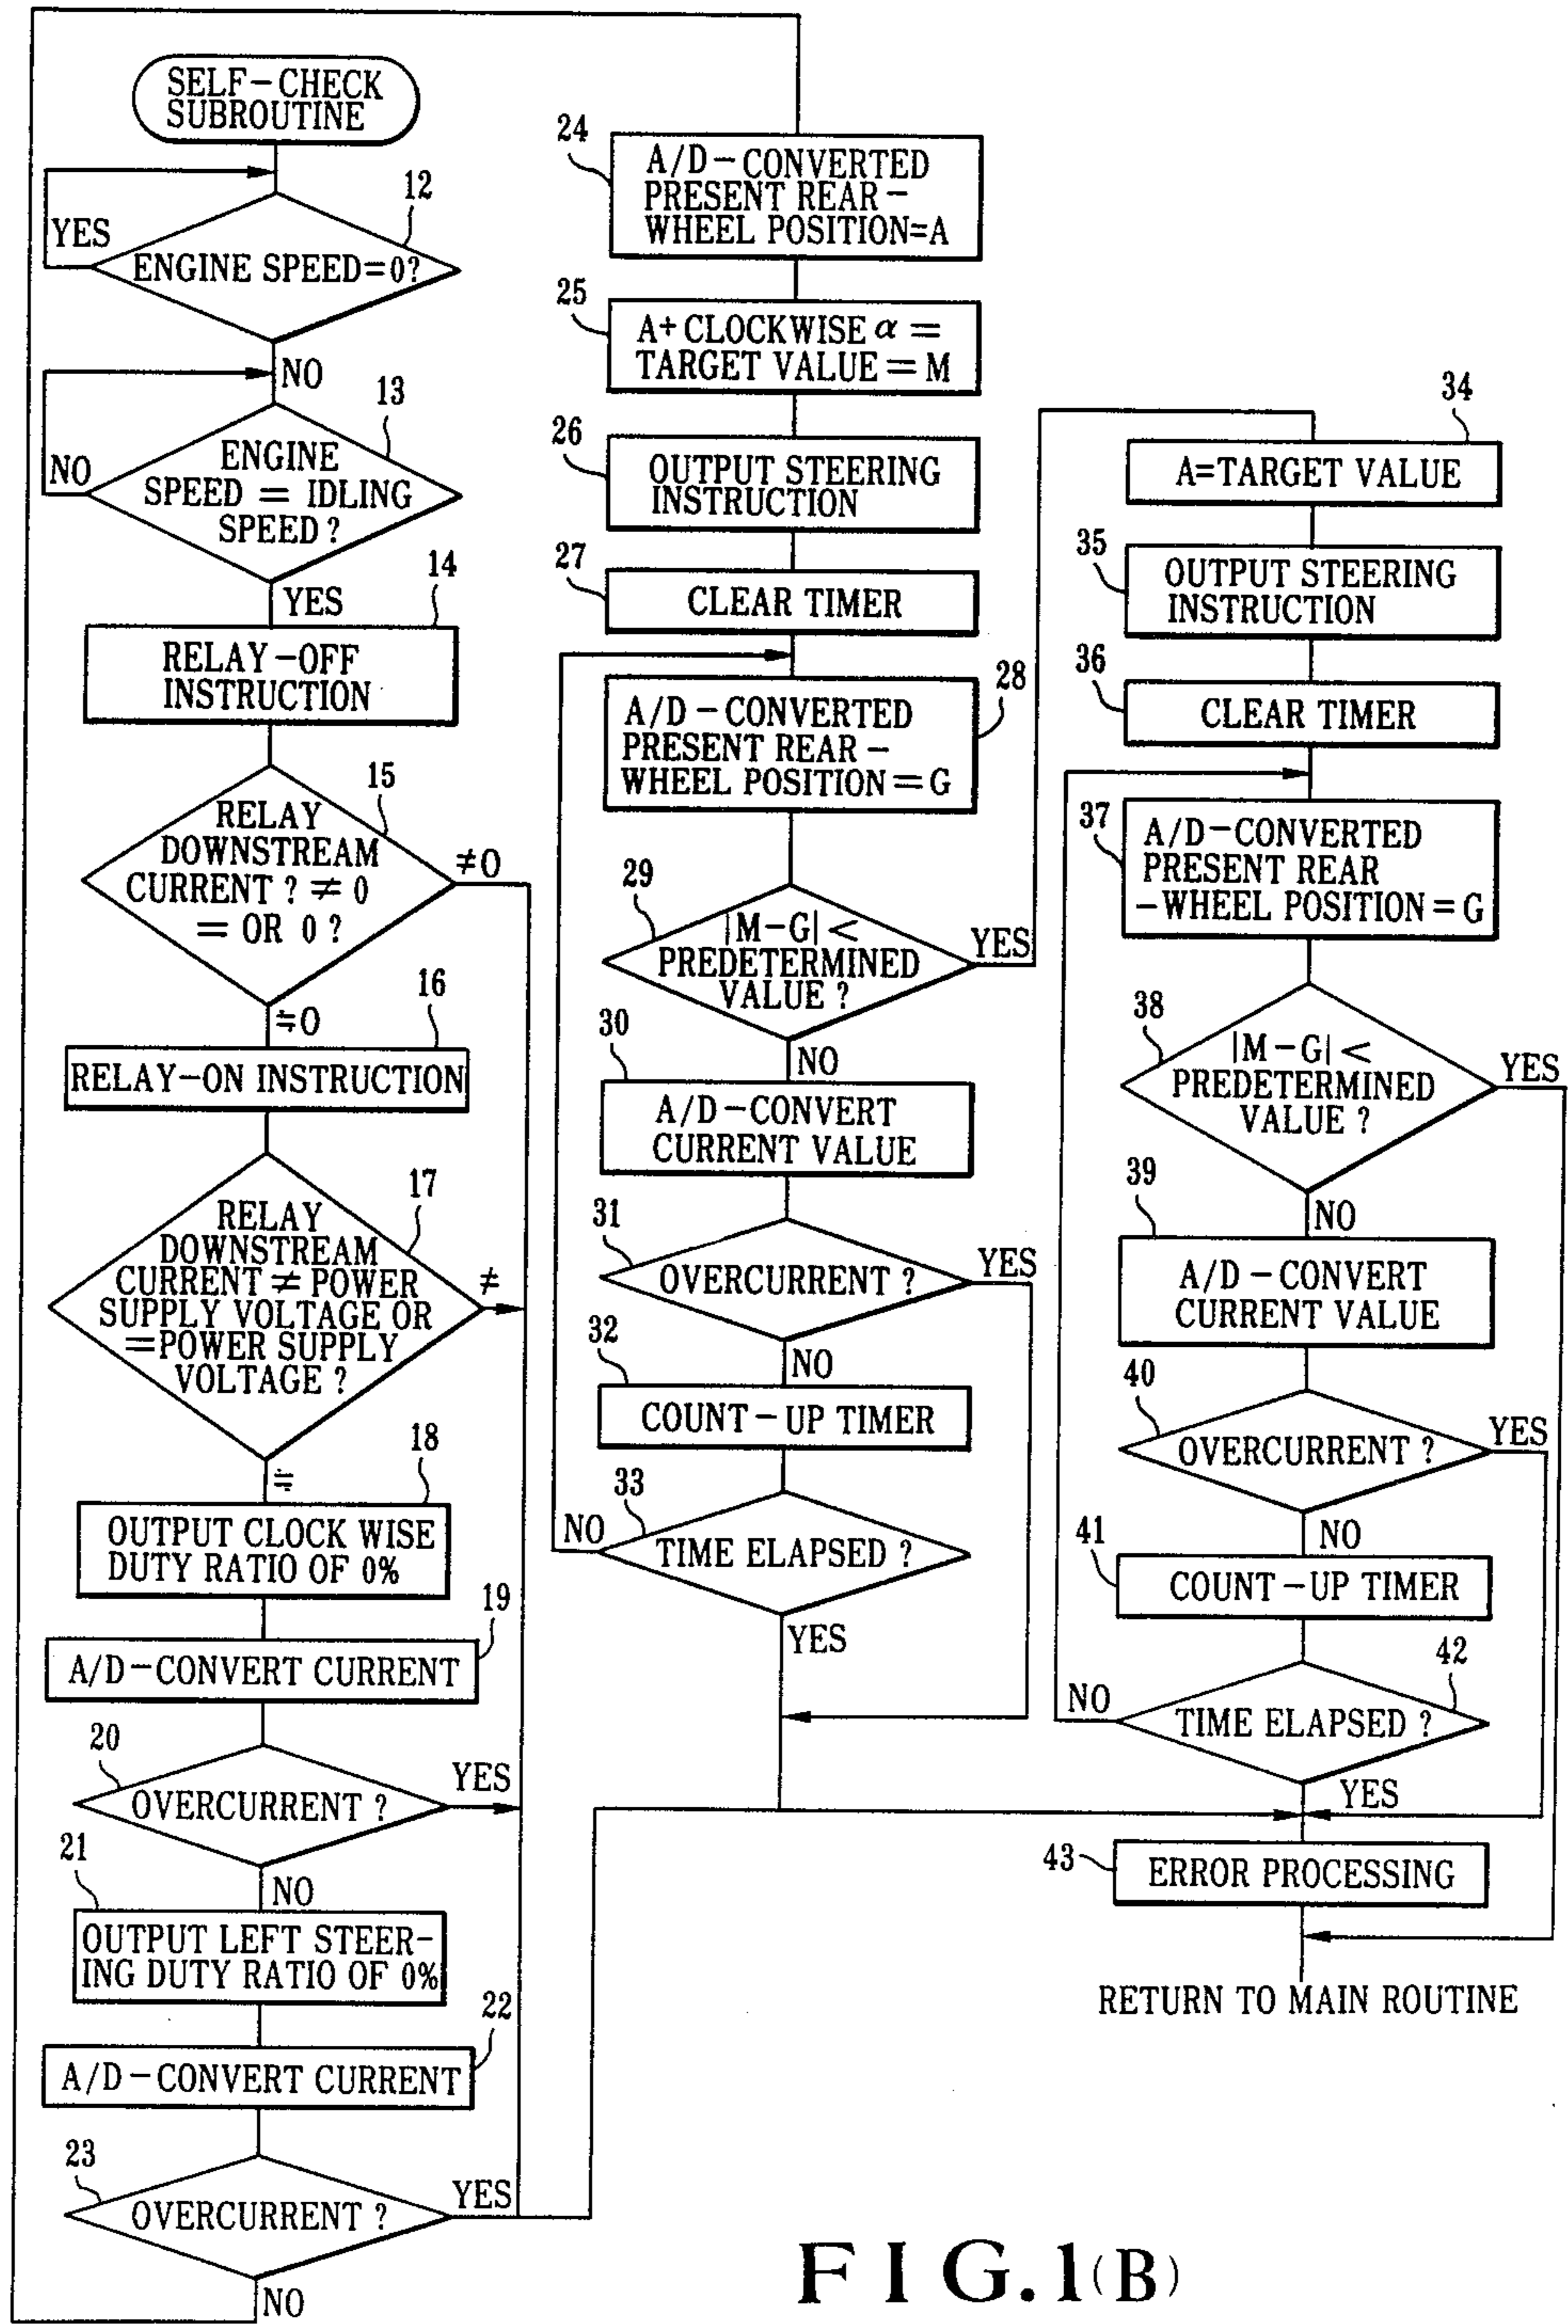 SELF-CHECK
SUBROUTINE
12
YES
ENGINE SPEED=0?
NO
13
NO
ENGINE
SPEED = IDLING
SPEED?
YES
14
RELAY-OFF
INSTRUCTION
15
RELAY
DOWNSTREAM
CURRENT? ≠ 0
= OR 0 ?
≠0
≒0
16
RELAY-ON INSTRUCTION
17
RELAY
DOWNSTREAM
CURRENT ≠ POWER
SUPPLY VOLTAGE OR
=POWER SUPPLY
VOLTAGE ?
≠
≒
18
OUTPUT CLOCK WISE
DUTY RATIO OF 0%
19
A/D-CONVERT CURRENT
20
OVERCURRENT ?
YES
NO
21
OUTPUT LEFT STEER-
ING DUTY RATIO OF 0%
22
A/D-CONVERT CURRENT
23
OVERCURRENT ?
YES
NO
24
A/D-CONVERTED
PRESENT REAR-
WHEEL POSITION=A
25
A+CLOCKWISE α =
TARGET VALUE = M
26
OUTPUT STEERING
INSTRUCTION
27
CLEAR TIMER
28
A/D-CONVERTED
PRESENT REAR-
WHEEL POSITION = G
29
|M-G| <
PREDETERMINED
VALUE ?
YES
NO
30
A/D-CONVERT
CURRENT VALUE
31
OVERCURRENT ?
YES
NO
32
COUNT-UP TIMER
33
NO
TIME ELAPSED ?
YES
34
A=TARGET VALUE
35
OUTPUT STEERING
INSTRUCTION
36
CLEAR TIMER
37
A/D-CONVERTED
PRESENT REAR
-WHEEL POSITION = G
38
|M-G| <
PREDETERMINED
VALUE ?
YES
NO
39
A/D-CONVERT
CURRENT VALUE
40
OVERCURRENT ?
YES
NO
41
COUNT-UP TIMER
42
NO
TIME ELAPSED ?
YES
43
ERROR PROCESSING
RETURN TO MAIN ROUTINE
FIG.1(B)